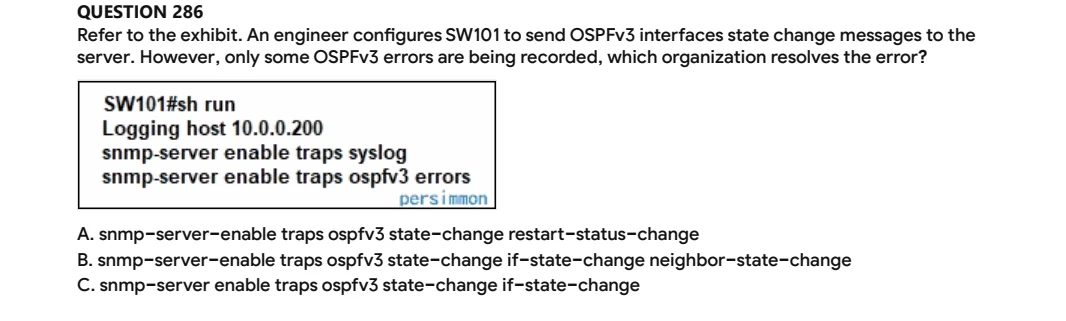 QUESTION 286
Refer to the exhibit. An engineer configures SW101 to send OSPFv3 interfaces state change messages to the
server. However, only some OSPFv3 errors are being recorded, which organization resolves the error?
SW101#sh run
Logging host 10.0.0.200
snmp-server enable traps syslog
snmp-server enable traps ospfv3 errors
persimmon
A. snmp-server-enable traps ospfv3 state-change restart-status-change
B. snmp-server-enable traps ospfv3 state-change if-state-change neighbor-state-change
C. snmp-server enable traps ospfv3 state-change if-state-change